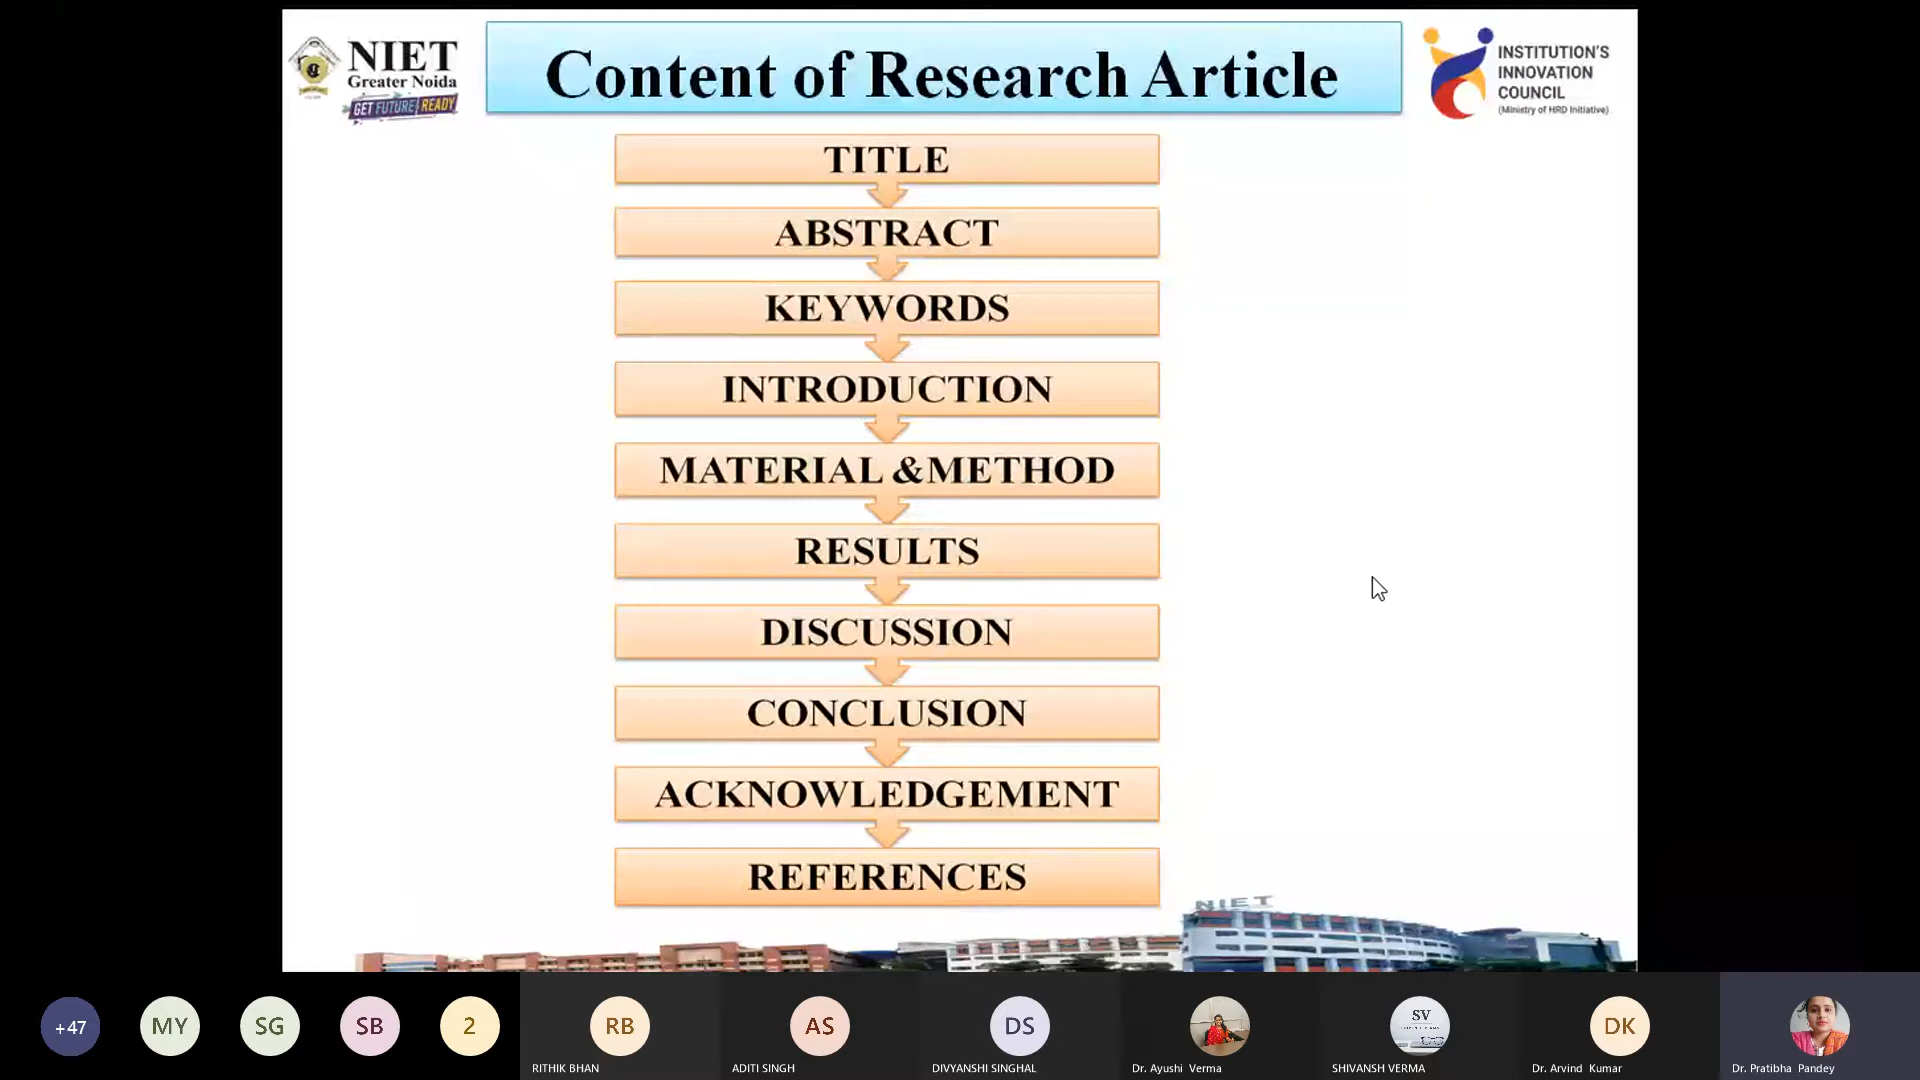 NIET
Greater Noida
GET FUTURE READY
Content of Research Article
INSTITUTION'S
INNOVATION
COUNCIL
(Ministry of HRD Initiative)
TITLE
ABSTRACT
KEYWORDS
INTRODUCTION
MATERIAL &METHOD
RESULTS
DISCUSSION
CONCLUSION
ACKNOWLEDGEMENT
REFERENCES
NIET
+47
MY
SG
SB
2
RB
AS
DS
SV
DK
RITHIK BHAN
ADITI SINGH
DIVYANSHI SINGHAL
Dr. Ayushi Verma
SHIVANSH VERMA
Dr. Arvind Kumar
Dr. Pratibha Pandey